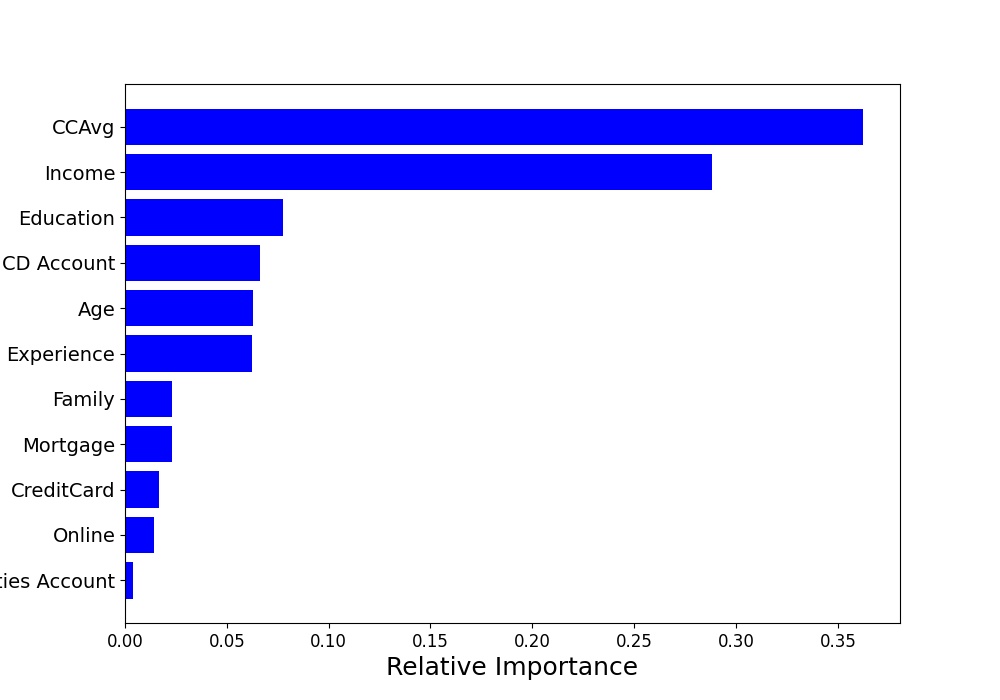 CCAvg
Income
Education
CD Account
Age
Experience
Family
Mortgage
CreditCard
Online
ties Account
0.00 0.05 0.10 0.15 0.20 0.25 0.30 0.35
Relative Importance